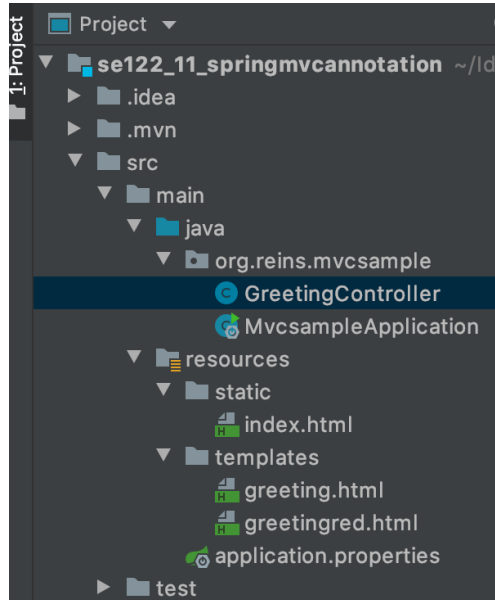 1: Project
Project
se122_11_springmvcannotation ~/Id
.idea
.mvn
src
main
java
org.reins.mvcsample
GreetingController
MvcsampleApplication
resources
static
index.html
templates
greeting.html
greetingred.html
application.properties
test